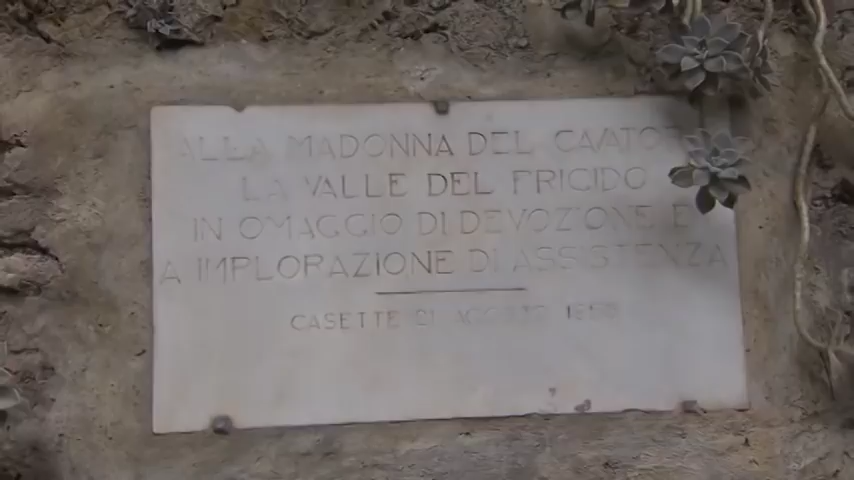 ALLA MADONNA DEL CAVATORE
LA VALLE DEL FRIGIDO
IN OMAGGIO DI DEVOZIONE E
A IMPLORAZIONE DI ASSISTENZA
CASETTE 21 AGOSTO